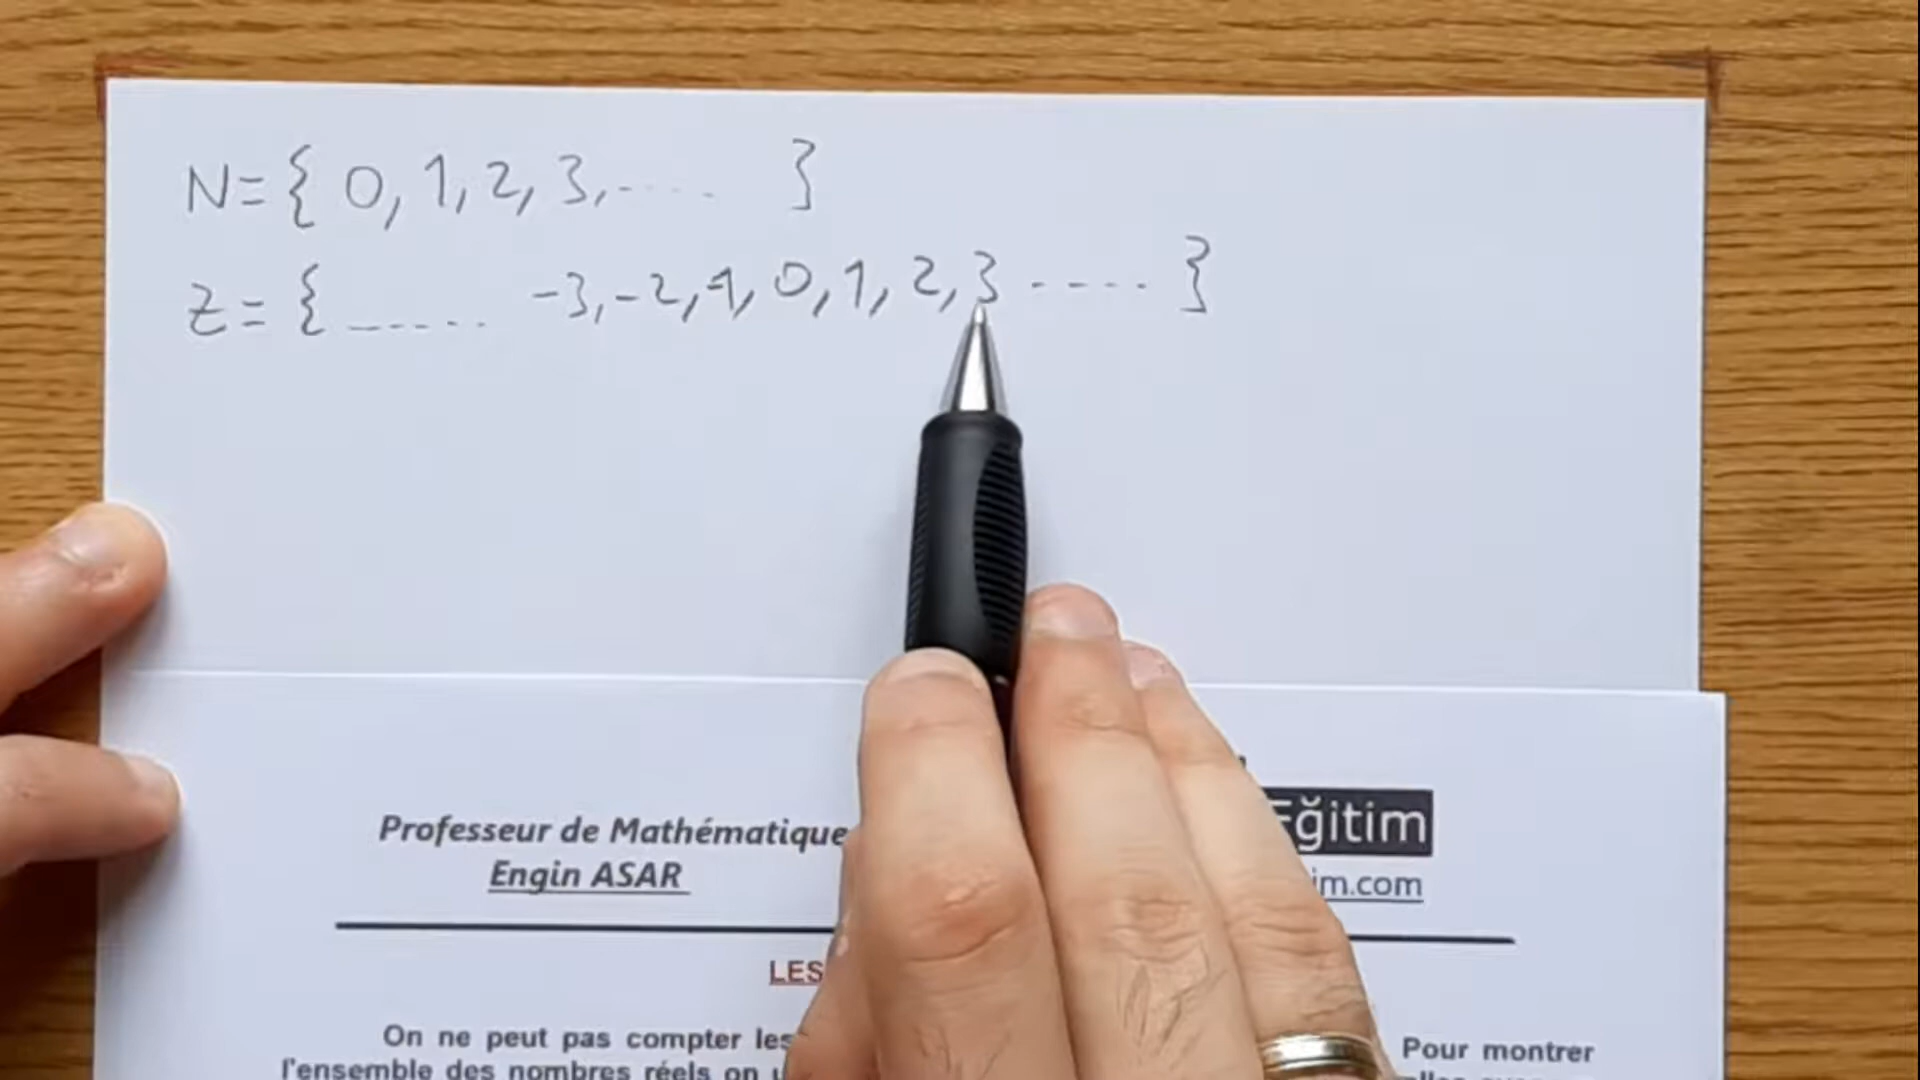 N={ 0, 1, 2, 3, ..... }
Z= { ....... -3, -2, -1, 0, 1, 2, 3 ..... }
Professeur de Mathématique
Engin ASAR
Eğitim
im.com
LES
On ne peut pas compter les Pour montrer
l'ensemble des nombres réels on